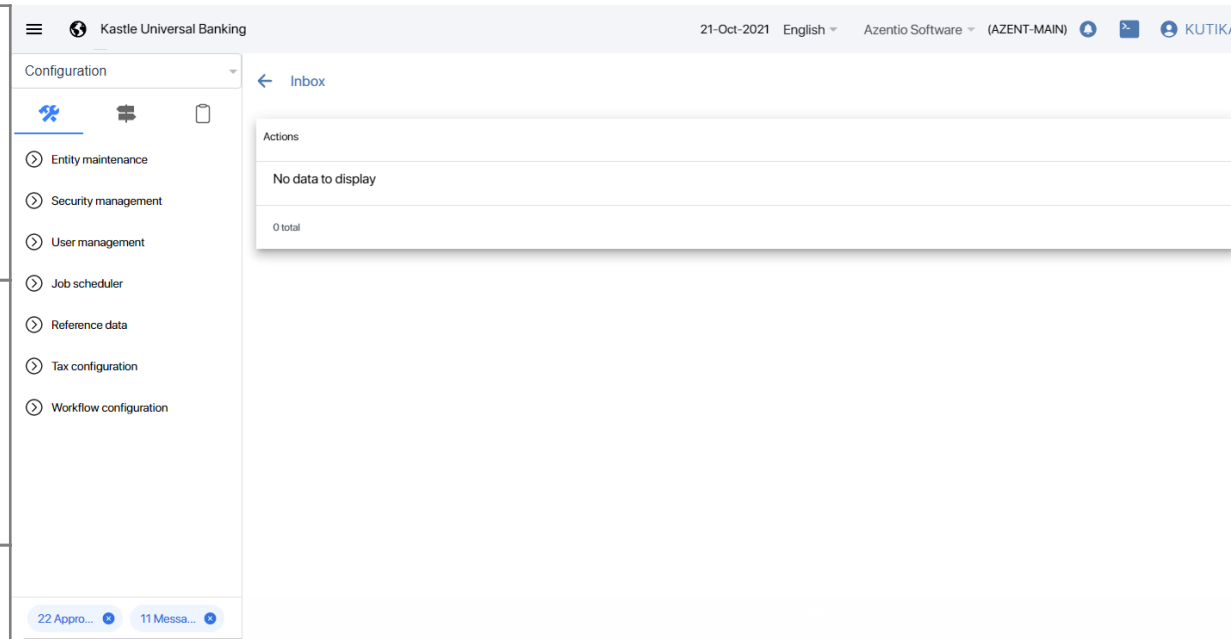 Kastle Universal Banking
21-Oct-2021 English Azentio Software (AZENT-MAIN) KUTIKA
Configuration
Inbox
Actions
No data to display
0 total
Entity maintenance
Security management
User management
Job scheduler
Reference data
Tax configuration
Workflow configuration
22 Appro... 11 Messa...